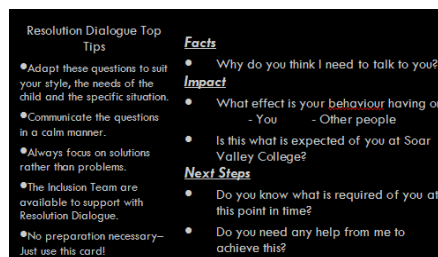 Resolution Dialogue Top
Tips
●Adapt these questions to suit
your style, the needs of the
child and the specific situation.
●Communicate the questions
in a calm manner.
●Always focus on solutions
rather than problems.
●The Inclusion Team are
available to support with
Resolution Dialogue.
●No preparation necessary–
Just use this card!
Facts
● Why do you think I need to talk to you?
Impact
● What effect is your behaviour having on
- You - Other people
● Is this what is expected of you at Soar
Valley College?
Next Steps
● Do you know what is required of you at
this point in time?
● Do you need any help from me to
achieve this?